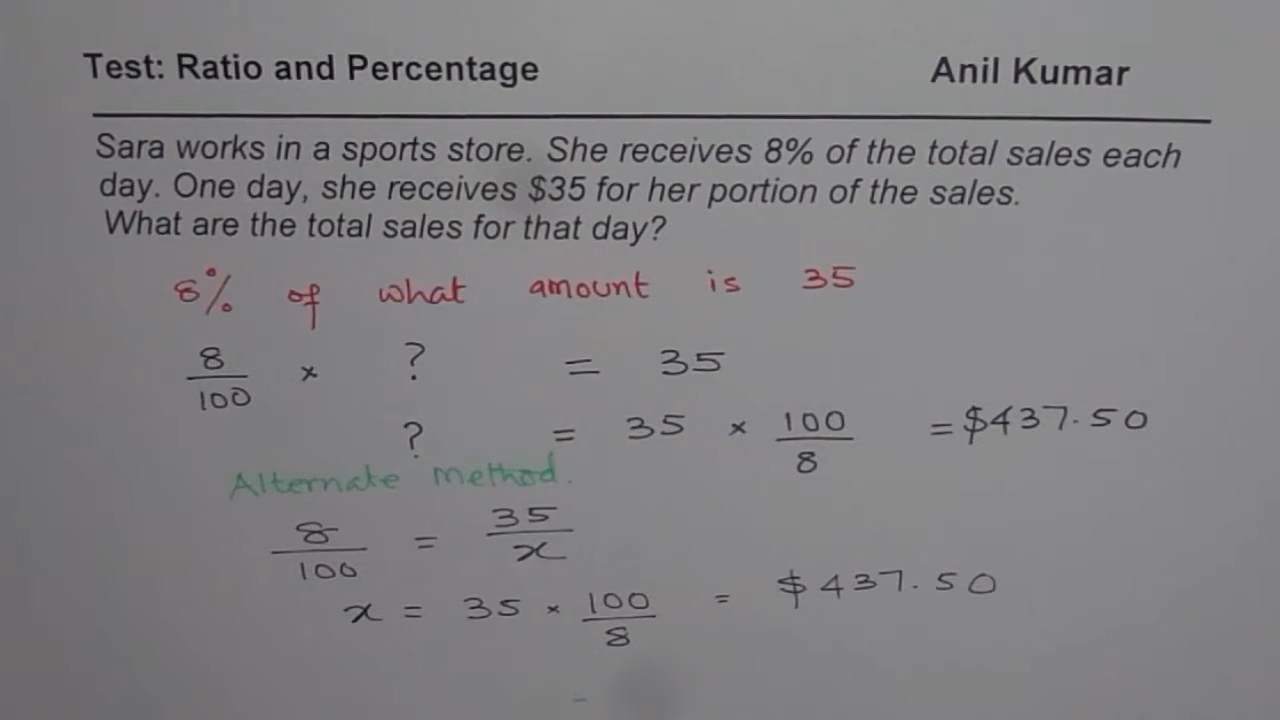 Test: Ratio and Percentage Anil Kumar
Sara works in a sports store. She receives 8% of the total sales each
day. One day, she receives $35 for her portion of the sales.
What are the total sales for that day?
8% of what amount is 35
8/100 × ? = 35
? = 35 × 100/8 = $437.50
Alternate Method.
8/100 = 35/x
x = 35 × 100/8 = $437.50